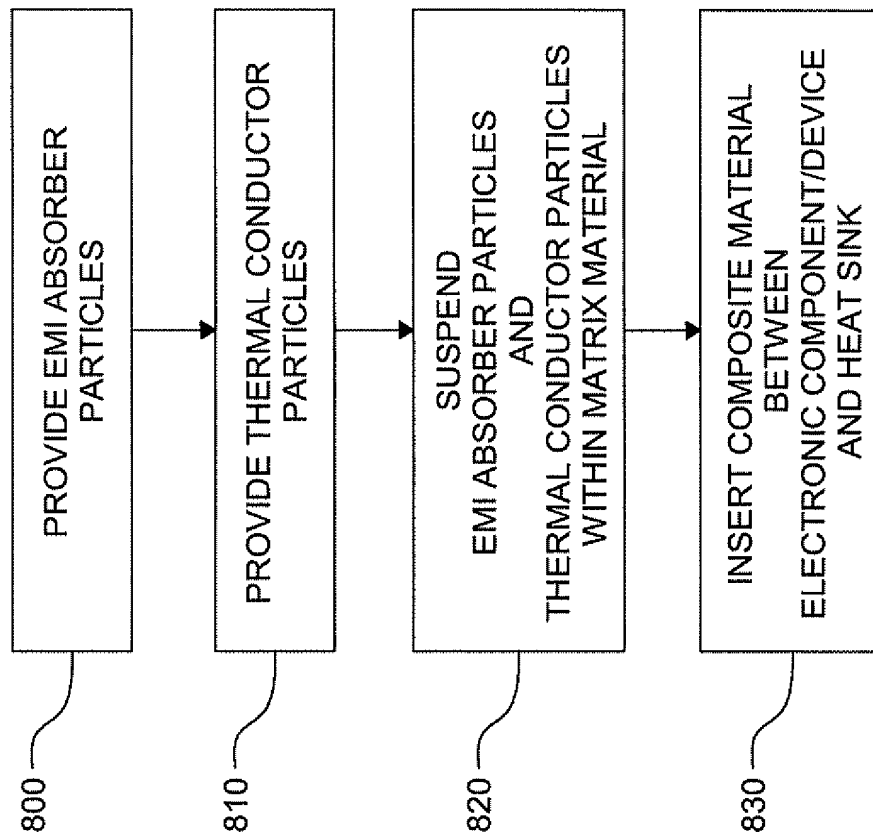 800
PROVIDE EMI ABSORBER
PARTICLES
810
PROVIDE THERMAL CONDUCTOR
PARTICLES
820
SUSPEND
EMI ABSORBER PARTICLES
AND
THERMAL CONDUCTOR PARTICLES
WITHIN MATRIX MATERIAL
830
INSERT COMPOSITE MATERIAL
BETWEEN
ELECTRONIC COMPONENT/DEVICE
AND HEAT SINK